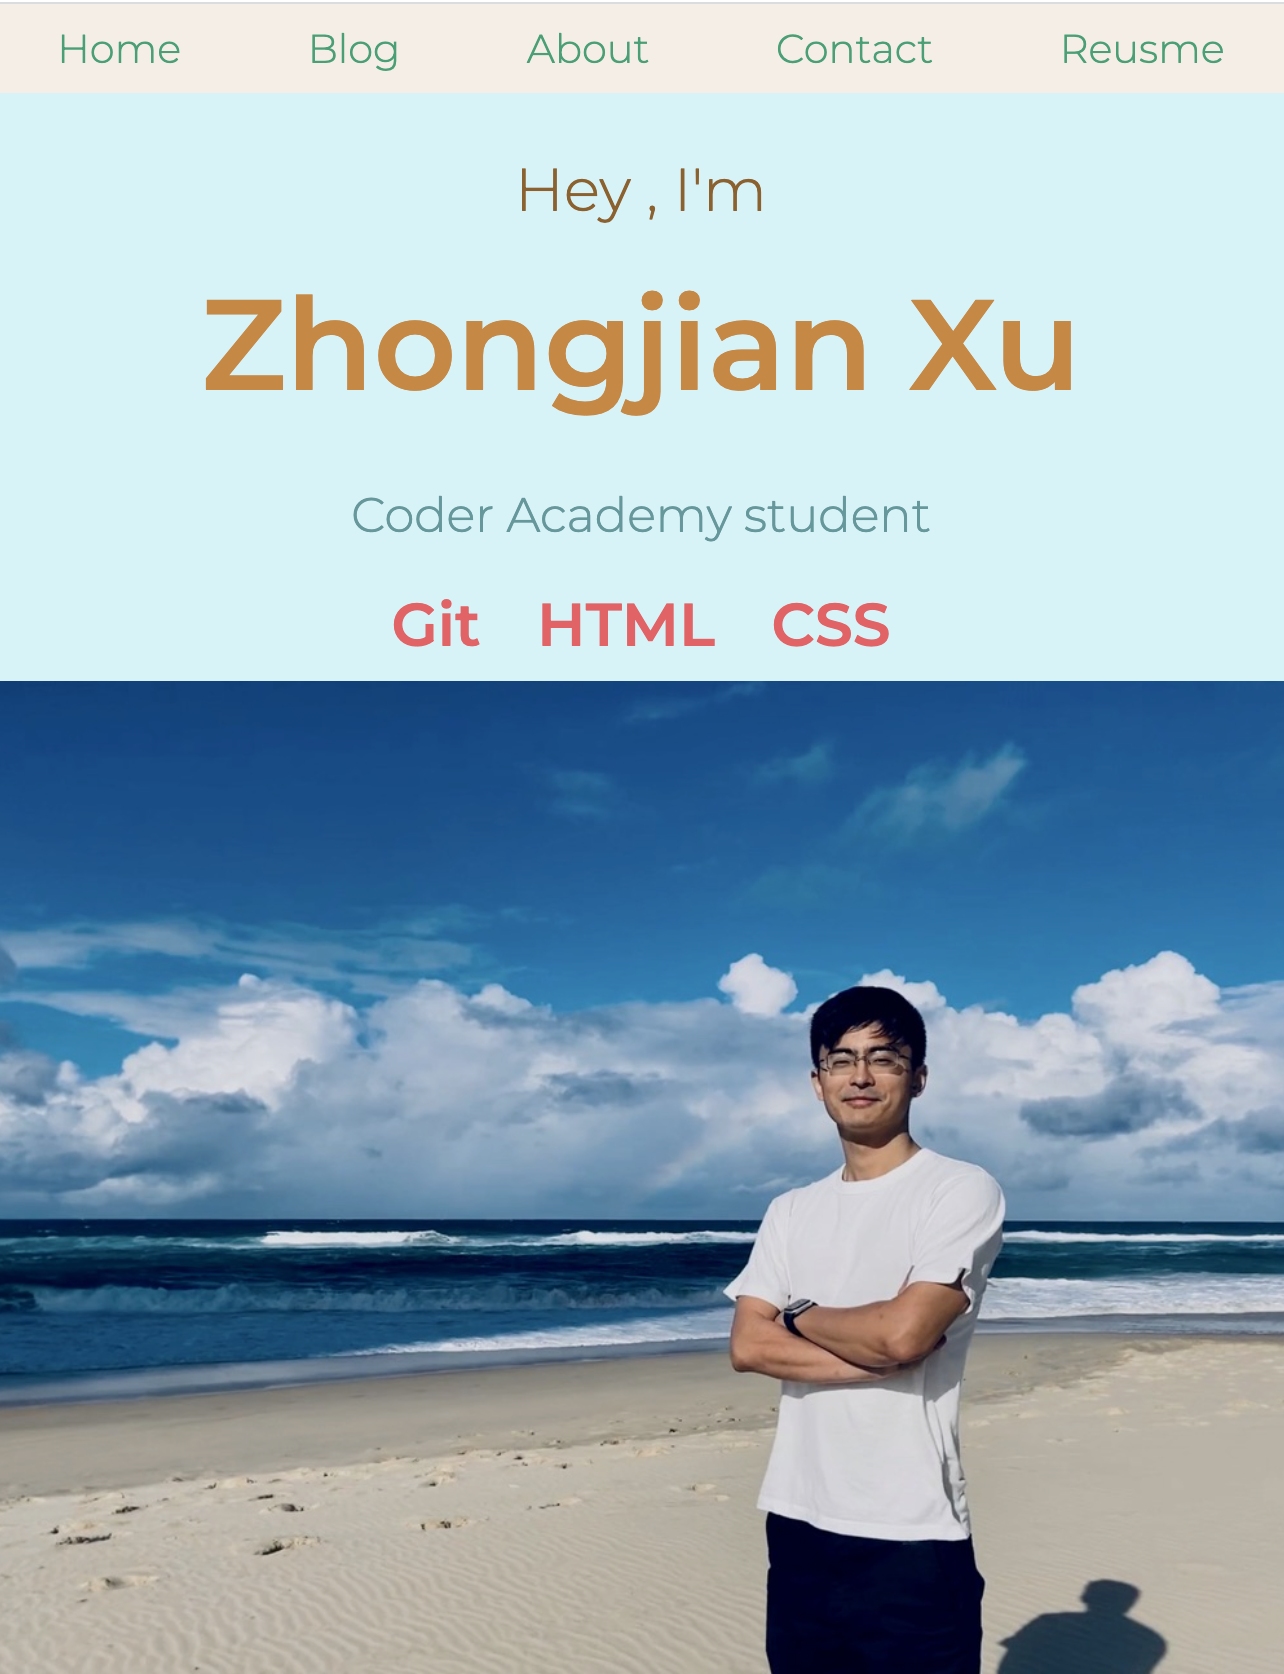 Home Blog About Contact Reusme
Hey , I'm
Zhongjian Xu
Coder Academy student
Git HTML CSS